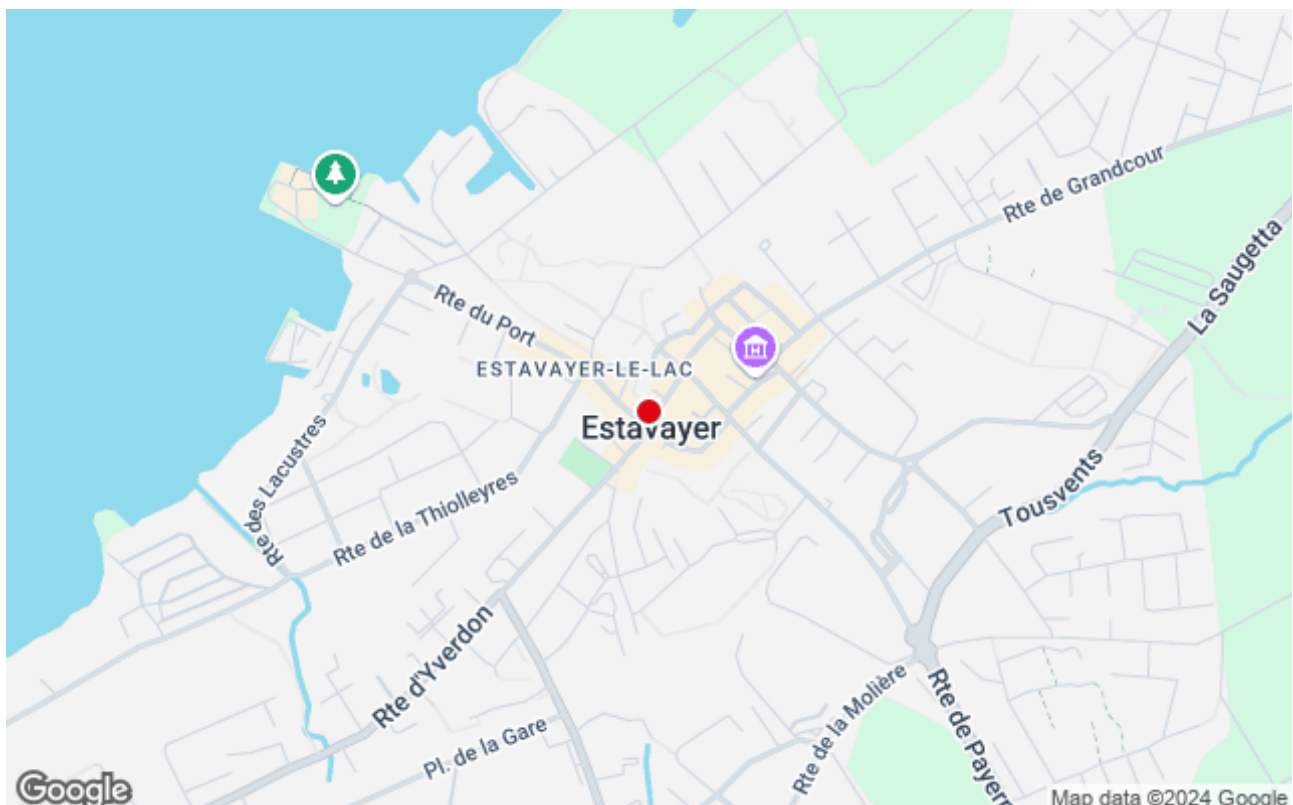 Rte de Grandcour
La Saugetta
Rte du Port
ESTAVAYER-LE-LAC
Estavayer
Rte des Lacustres
Rte de la Thiolleyres
Tousvents
Rte d'Yverdon
Rte de la Molière
Rte de Payern
Pl. de la Gare
Google
Map data ©2024 Google